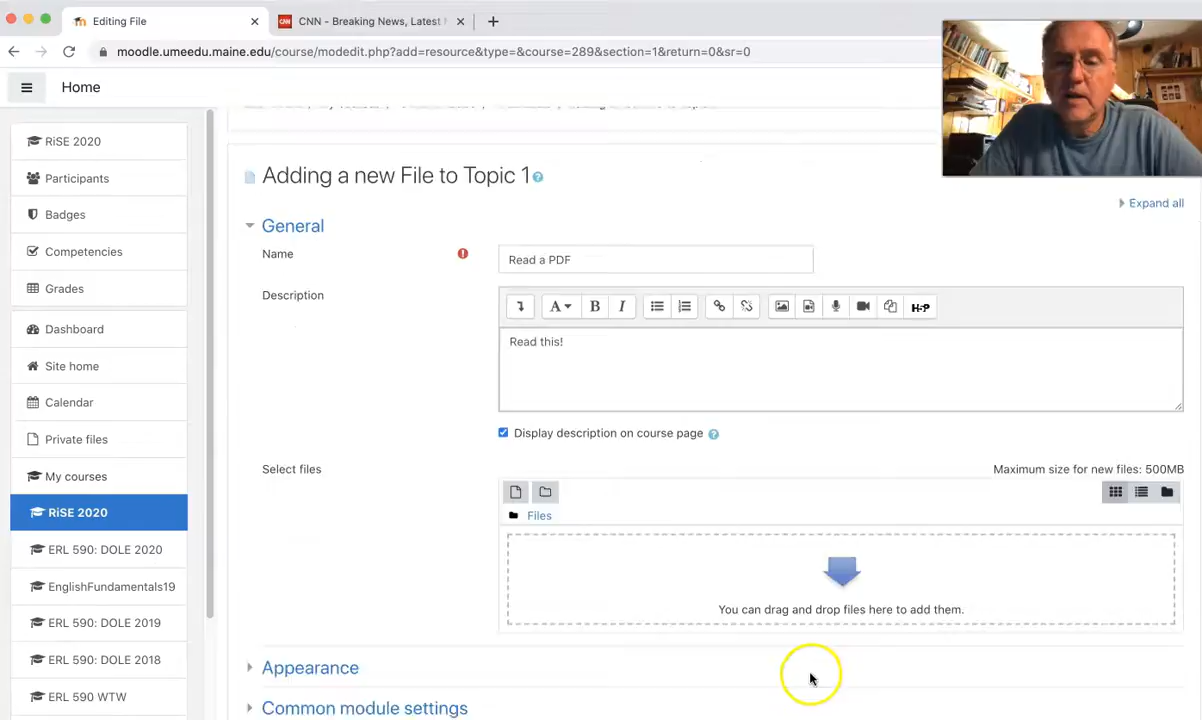 Editing File
CNN - Breaking News, Latest
moodle.umeedu.maine.edu/course/modedit.php?add=resource&type=&course=289&section=1&return=0&sr=0
Home
RiSE 2020
Participants
Badges
Competencies
Grades
Dashboard
Site home
Calendar
Private files
My courses
RiSE 2020
ERL 590: DOLE 2020
EnglishFundamentals19
ERL 590: DOLE 2019
ERL 590: DOLE 2018
ERL 590 WTW
Adding a new File to Topic 1
Expand all
General
Name
Read a PDF
Description
A B I H-P
Read this!
Display description on course page
Select files
Maximum size for new files: 500MB
Files
You can drag and drop files here to add them.
Appearance
Common module settings